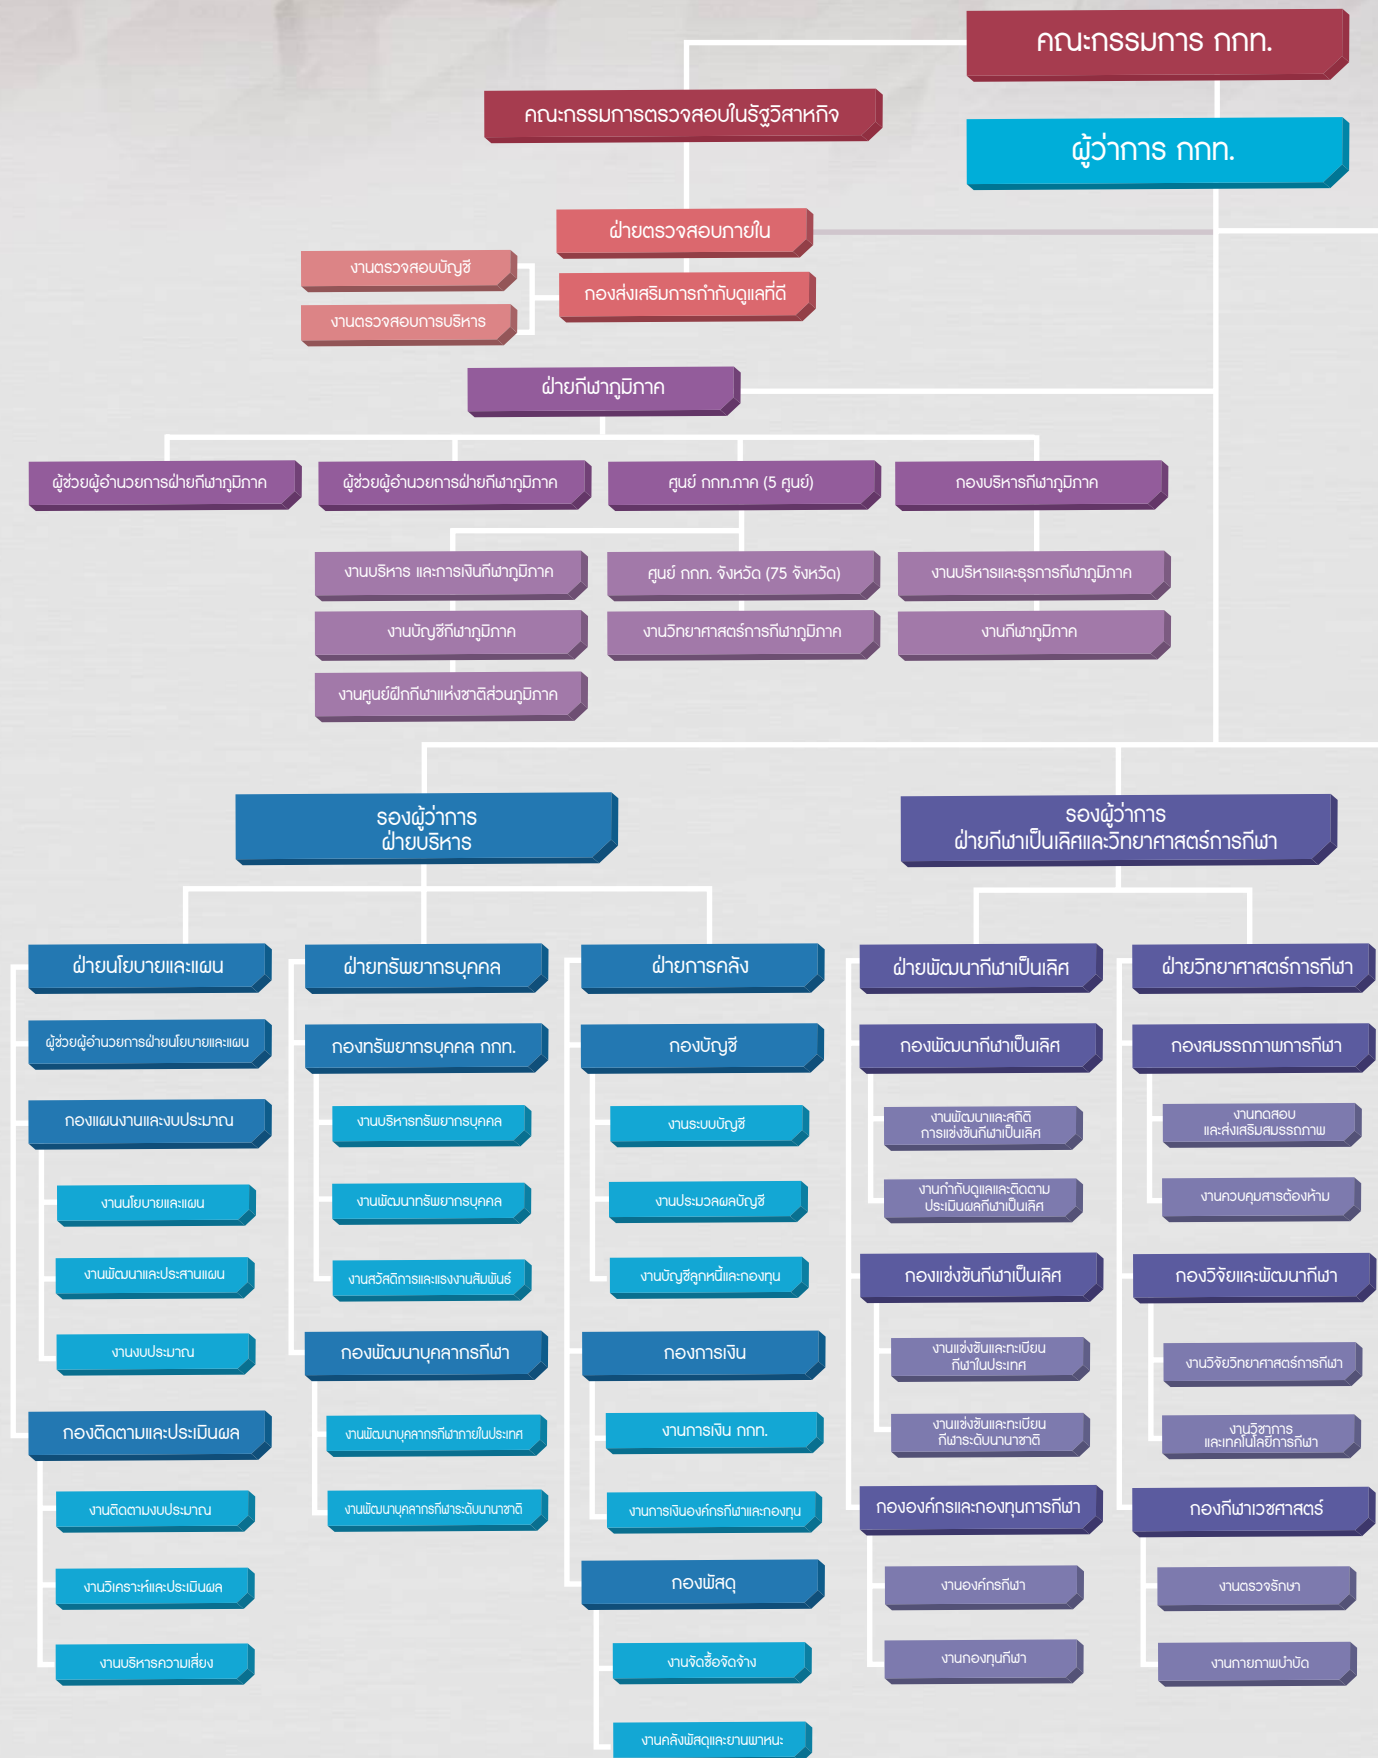 คณะกรรมการ กกท.
คณะกรรมการตรวจสอบในรัฐวิสาหกิจ
ผู้ว่าการ กกท.
ฝ่ายตรวจสอบภายใน
งานตรวจสอบบัญชี
กองส่งเสริมการกำกับดูแลที่ดี
งานตรวจสอบการบริหาร
ฝ่ายกีฬาภูมิภาค
ผู้ช่วยผู้อำนวยการฝ่ายกีฬาภูมิภาค
ผู้ช่วยผู้อำนวยการฝ่ายกีฬาภูมิภาค
ศูนย์ กกท.ภาค (5 ศูนย์)
กองบริหารกีฬาภูมิภาค
งานบริหาร และการเงินกีฬาภูมิภาค
ศูนย์ กกท. จังหวัด (75 จังหวัด)
งานบริหารและธุรการกีฬาภูมิภาค
งานบัญชีกีฬาภูมิภาค
งานวิทยาศาสตร์การกีฬาภูมิภาค
งานกีฬาภูมิภาค
งานศูนย์ฝึกกีฬาแห่งชาติส่วนภูมิภาค
รองผู้ว่าการ
ฝ่ายบริหาร
รองผู้ว่าการ
ฝ่ายกีฬาเป็นเลิศและวิทยาศาสตร์การกีฬา
ฝ่ายนโยบายและแผน
ผู้ช่วยผู้อำนวยการฝ่ายนโยบายและแผน
กองแผนงานและงบประมาณ
งานนโยบายและแผน
งานพัฒนาและประสานแผน
งานงบประมาณ
กองติดตามและประเมินผล
งานติดตามงบประมาณ
งานวิเคราะห์และประเมินผล
งานบริหารความเสี่ยง
ฝ่ายทรัพยากรบุคคล
กองทรัพยากรบุคคล กกท.
งานบริหารทรัพยากรบุคคล
งานพัฒนาทรัพยากรบุคคล
งานสวัสดิการและแรงงานสัมพันธ์
กองพัฒนาบุคลากรกีฬา
งานพัฒนาบุคลากรกีฬาภายในประเทศ
งานพัฒนาบุคลากรกีฬาระดับนานาชาติ
ฝ่ายการคลัง
กองบัญชี
งานระบบบัญชี
งานประมวลผลบัญชี
งานบัญชีลูกหนี้และกองทุน
กองการเงิน
งานการเงิน กกท.
งานการเงินองค์กรกีฬาและกองทุน
กองพัสดุ
งานจัดซื้อจัดจ้าง
งานคลังพัสดุและยานพาหนะ
ฝ่ายพัฒนากีฬาเป็นเลิศ
กองพัฒนากีฬาเป็นเลิศ
งานพัฒนาและสถิติ
การแข่งขันกีฬาเป็นเลิศ
งานกำกับดูแลและติดตาม
ประเมินผลกีฬาเป็นเลิศ
กองแข่งขันกีฬาเป็นเลิศ
งานแข่งขันและทะเบียน
กีฬาในประเทศ
งานแข่งขันและทะเบียน
กีฬาระดับนานาชาติ
กององค์กรและกองทุนการกีฬา
งานองค์กรกีฬา
งานกองทุนกีฬา
ฝ่ายวิทยาศาสตร์การกีฬา
กองสมรรถภาพการกีฬา
งานทดสอบ
และส่งเสริมสมรรถภาพ
งานควบคุมสารต้องห้าม
กองวิจัยและพัฒนากีฬา
งานวิจัยวิทยาศาสตร์การกีฬา
งานวิชาการ
และเทคโนโลยีการกีฬา
กองกีฬาเวชศาสตร์
งานตรวจรักษา
งานกายภาพบำบัด